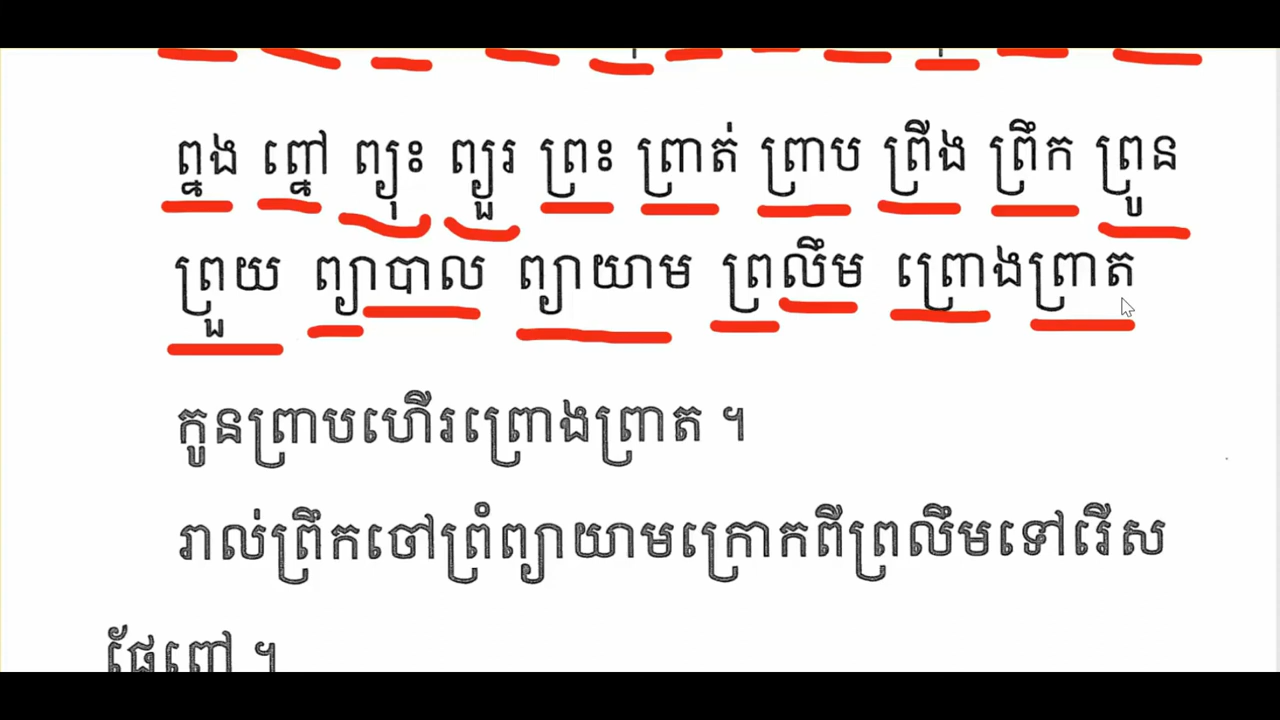 ព្នង ព្នៅ ព្យុះ ព្យួរ ព្រះ ព្រាត់ ព្រាប ព្រីង ព្រឹក ព្រូន
ព្រួយ ព្យាបាល ព្យាយាម ព្រលឹម ព្រោងព្រាត
កូនព្រាបហើរព្រោងព្រាត ។
រាល់ព្រឹកចៅព្រំព្យាយាមក្រោកពីព្រលឹមទៅរើស
ផ្លែព្នៅ ។